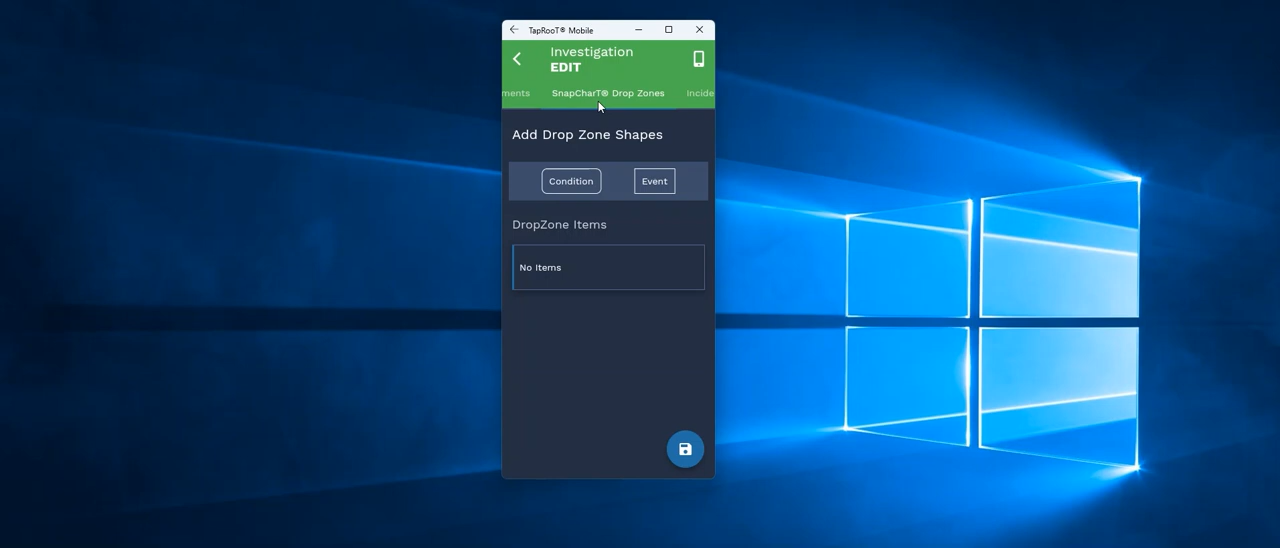 TapRooT® Mobile
Investigation
EDIT
ments SnapCharT® Drop Zones Incide
Add Drop Zone Shapes
Condition Event
DropZone Items
No Items